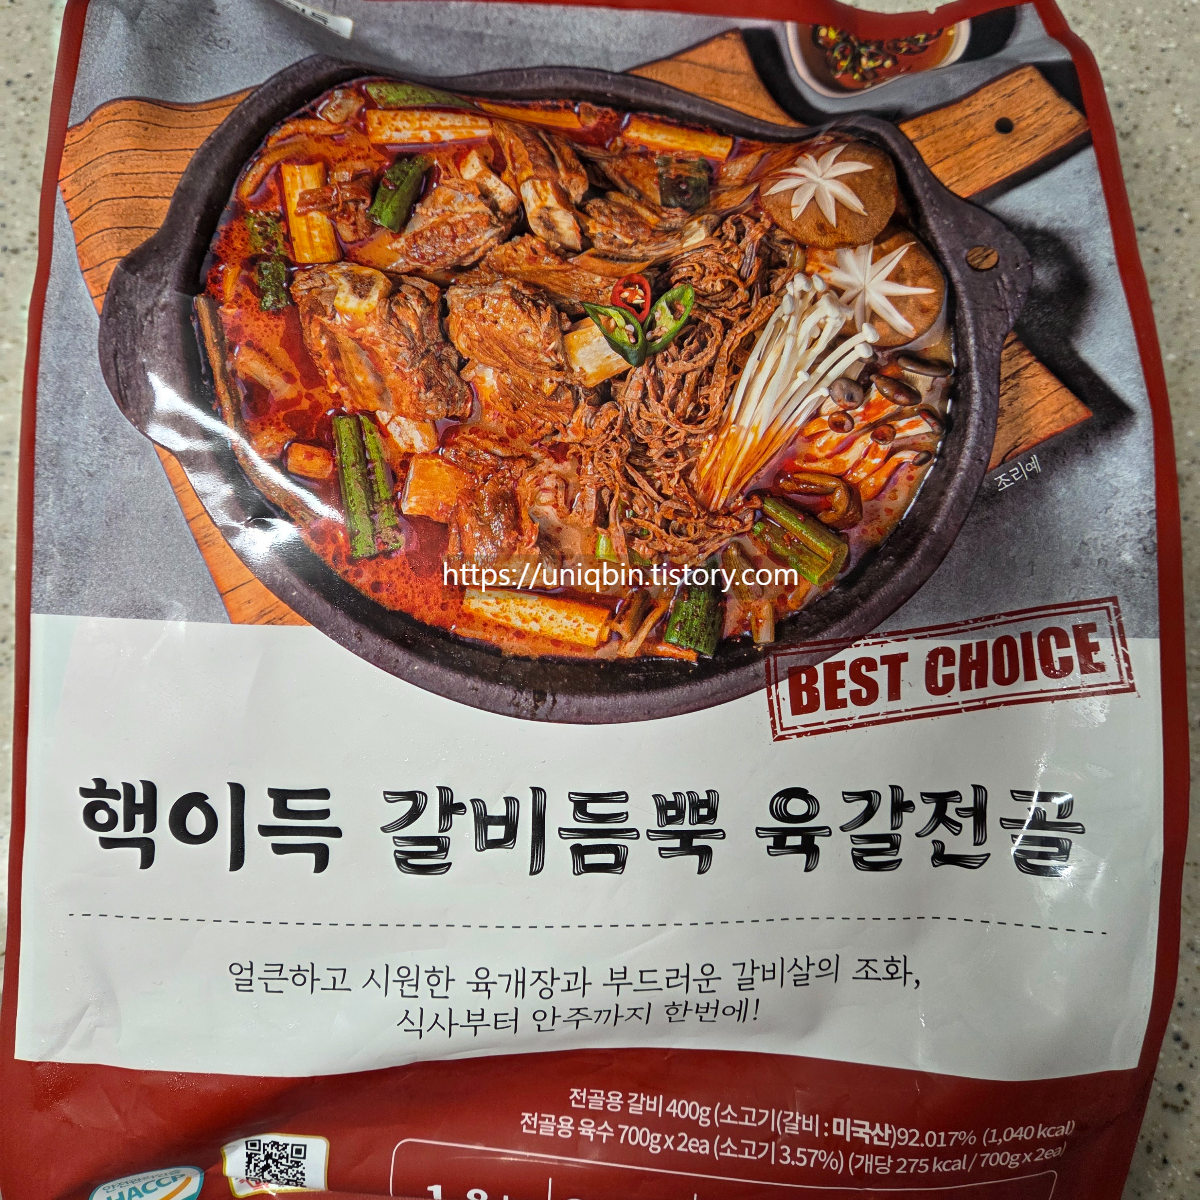 조리예
https://uniqbin.tistory.com
BEST CHOICE
핵이득 갈비듬뿍 육갈전골
얼큰하고 시원한 육개장과 부드러운 갈비살의 조화,
식사부터 안주까지 한번에!
전골용 갈비 400g (소고기(갈비 : 미국산)92.017% (1,040 kcal)
전골용 육수 700g x 2ea (소고기 3.57%) (개당 275 kcal / 700g x 2ea)
HACCP